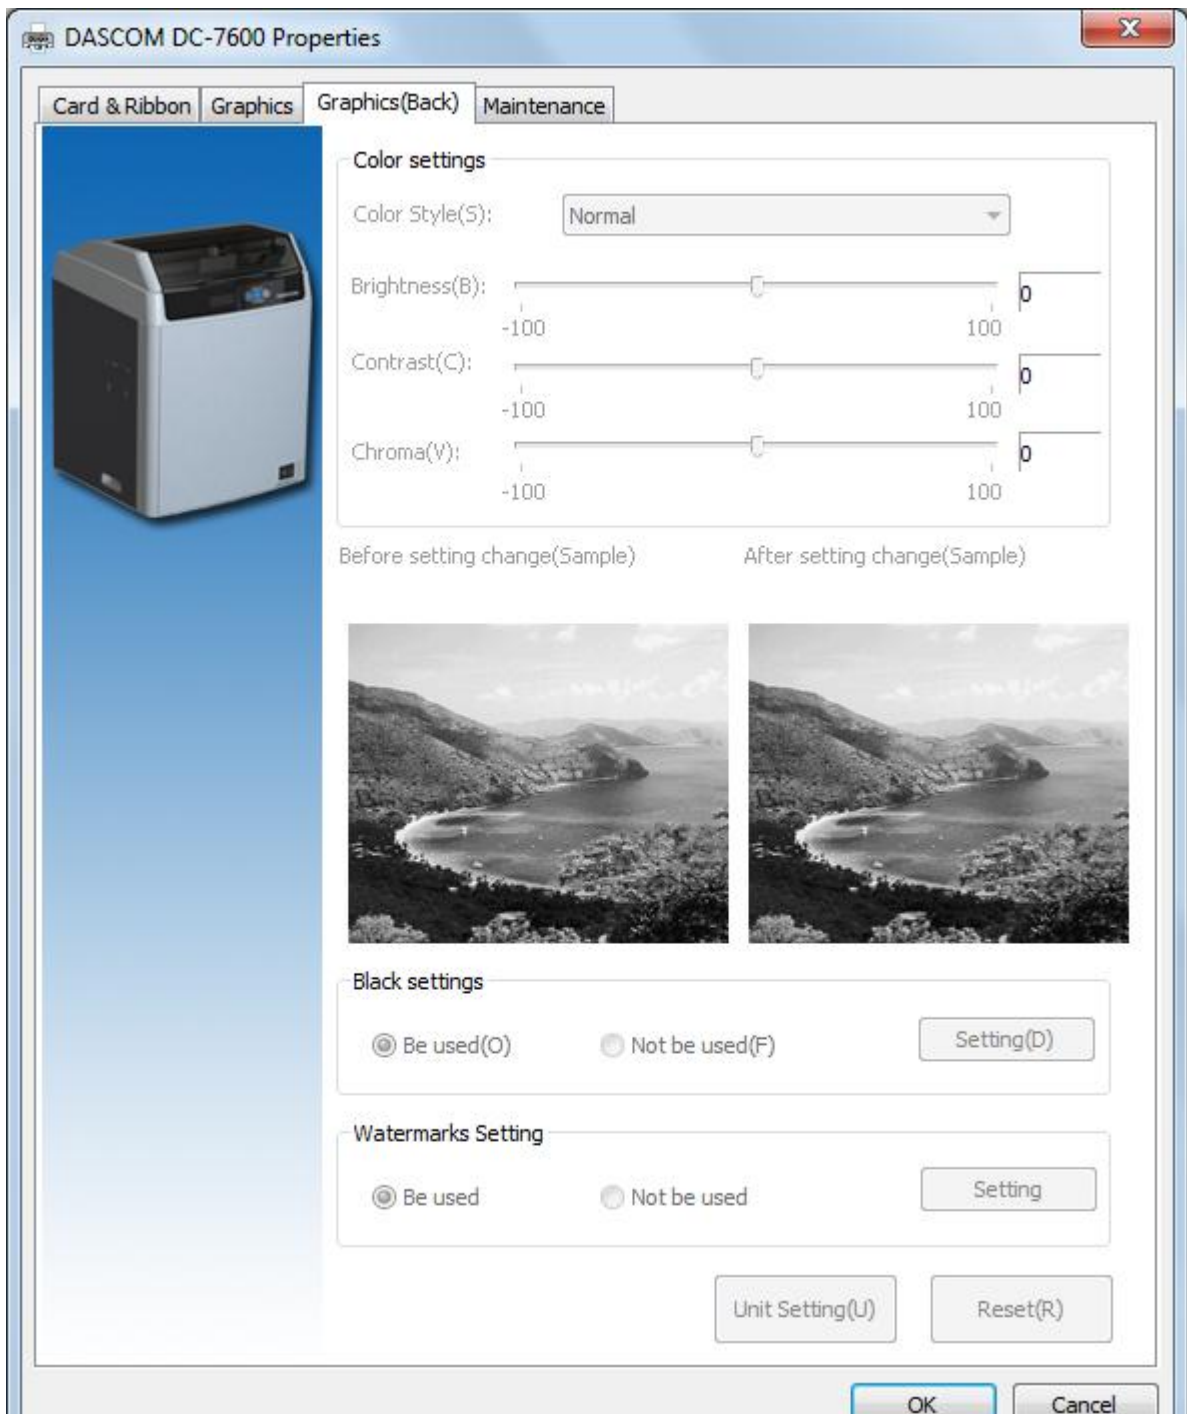 DASCOM DC-7600 Properties
Card & Ribbon Graphics Graphics(Back) Maintenance
Color settings
Color Style(S): Normal
Brightness(B): 0
-100 100
Contrast(C): 0
-100 100
Chroma(V): 0
-100 100
Before setting change(Sample) After setting change(Sample)
Black settings
Be used(O) Not be used(F) Setting(D)
Watermarks Setting
Be used Not be used Setting
Unit Setting(U) Reset(R)
OK Cancel